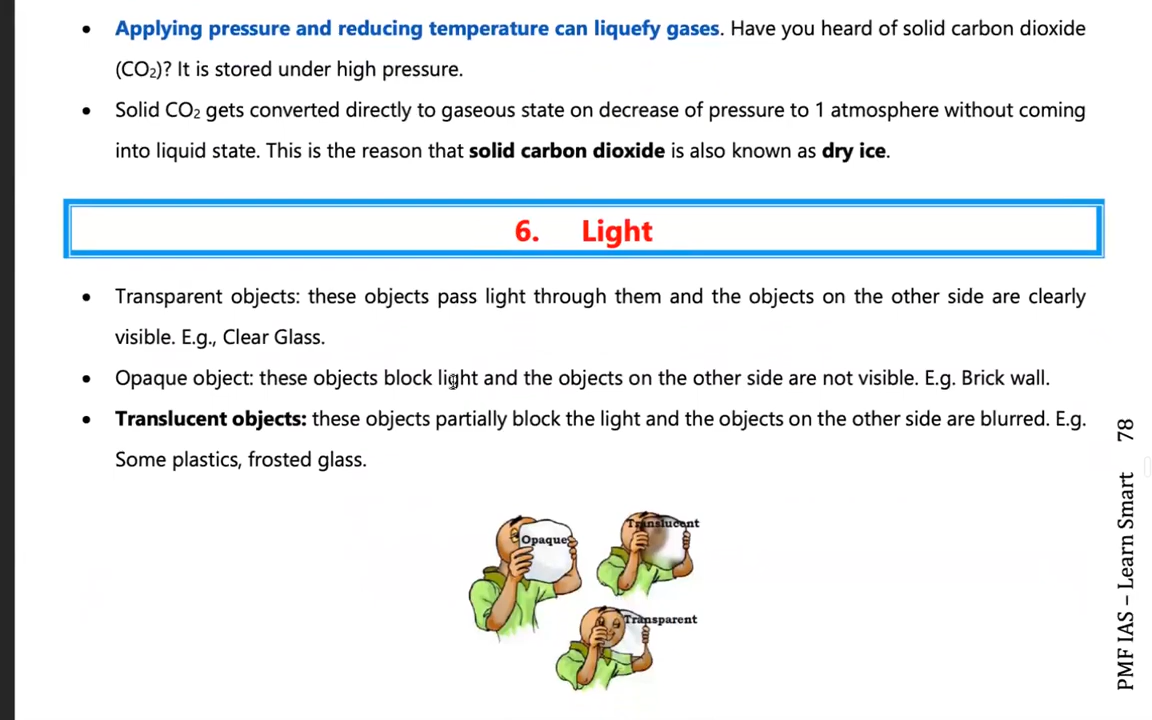 • Applying pressure and reducing temperature can liquefy gases. Have you heard of solid carbon dioxide
(CO₂)? It is stored under high pressure.
• Solid CO₂ gets converted directly to gaseous state on decrease of pressure to 1 atmosphere without coming
into liquid state. This is the reason that solid carbon dioxide is also known as dry ice.
6. Light
• Transparent objects: these objects pass light through them and the objects on the other side are clearly
visible. E.g., Clear Glass.
• Opaque object: these objects block light and the objects on the other side are not visible. E.g. Brick wall.
• Translucent objects: these objects partially block the light and the objects on the other side are blurred. E.g.
Some plastics, frosted glass.
Opaque
Translucent
Transparent
PMF IAS – Learn Smart 78